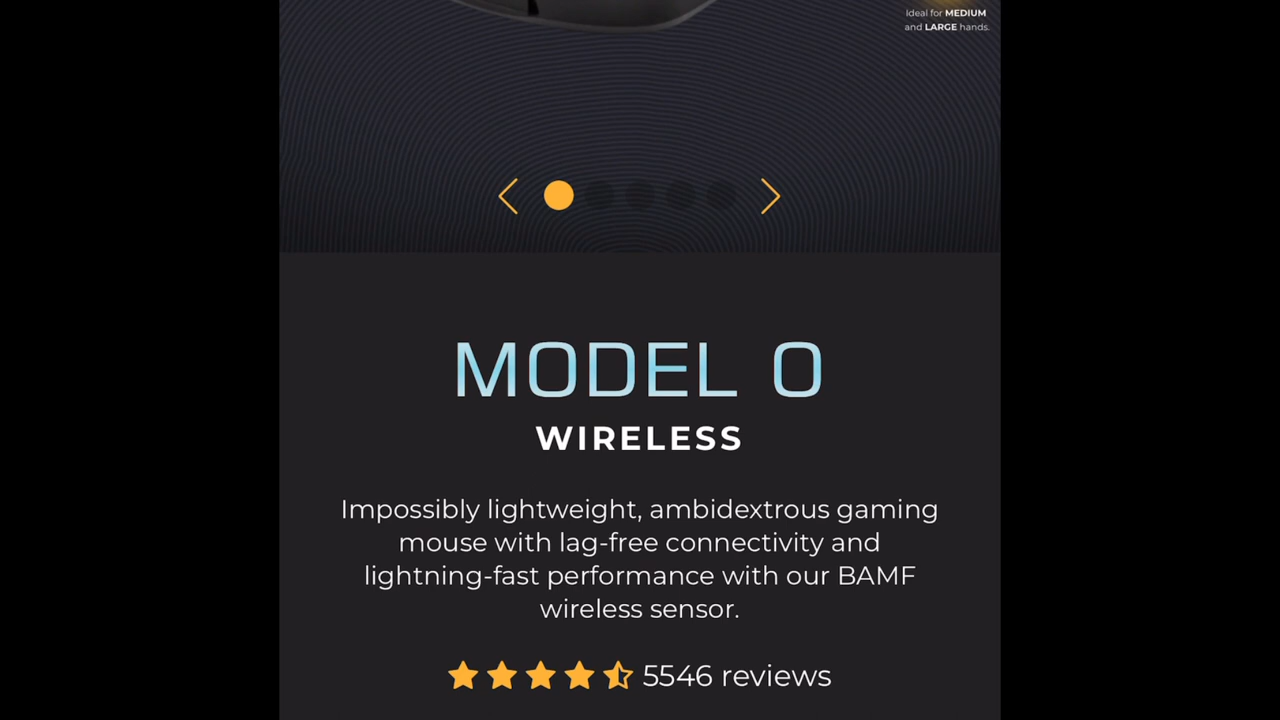 Ideal for MEDIUM
and LARGE hands.
MODEL O
WIRELESS
Impossibly lightweight, ambidextrous gaming
mouse with lag-free connectivity and
lightning-fast performance with our BAMF
wireless sensor.
5546 reviews